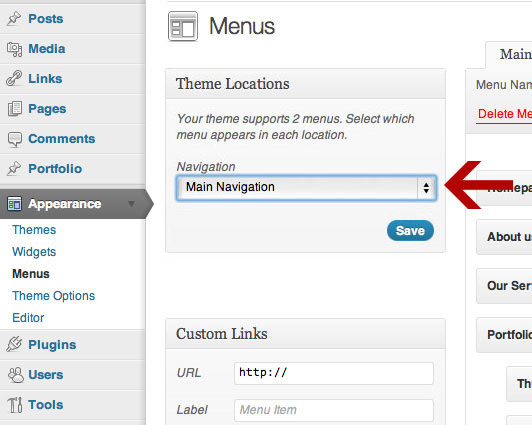 Posts
Media
Links
Pages
Comments
Portfolio
Appearance
Themes
Widgets
Menus
Theme Options
Editor
Plugins
Users
Tools
Menus
Theme Locations
Your theme supports 2 menus. Select which
menu appears in each location.
Navigation
Main Navigation
Save
Custom Links
URL
http://
Label
Menu Item
Main
Menu Nam
Delete Me
Homepa
About us
Our Ser
Portfolio
Th